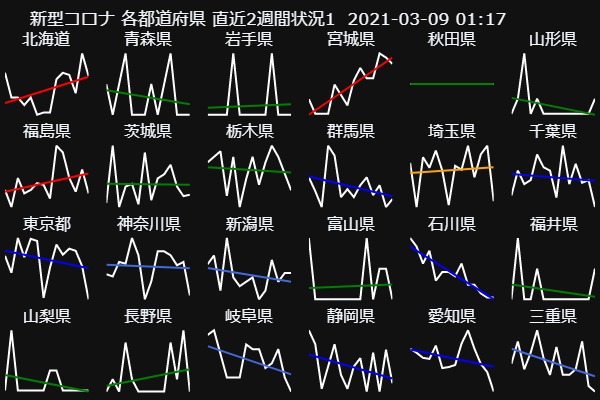 新型コロナ 各都道府県 直近2週間状況1 2021-03-09 01:17
北海道 青森県 岩手県 宮城県 秋田県 山形県
福島県 茨城県 栃木県 群馬県 埼玉県 千葉県
東京都 神奈川県 新潟県 富山県 石川県 福井県
山梨県 長野県 岐阜県 静岡県 愛知県 三重県